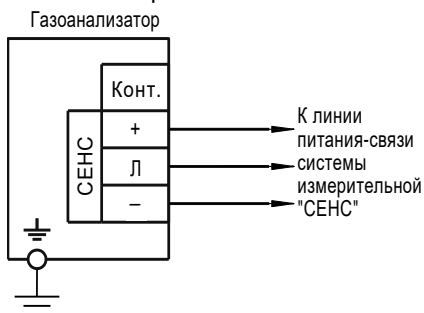 Газоанализатор
Конт.
СЕНС
+
Л
–
К линии
питания-связи
системы
измерительной
"СЕНС"